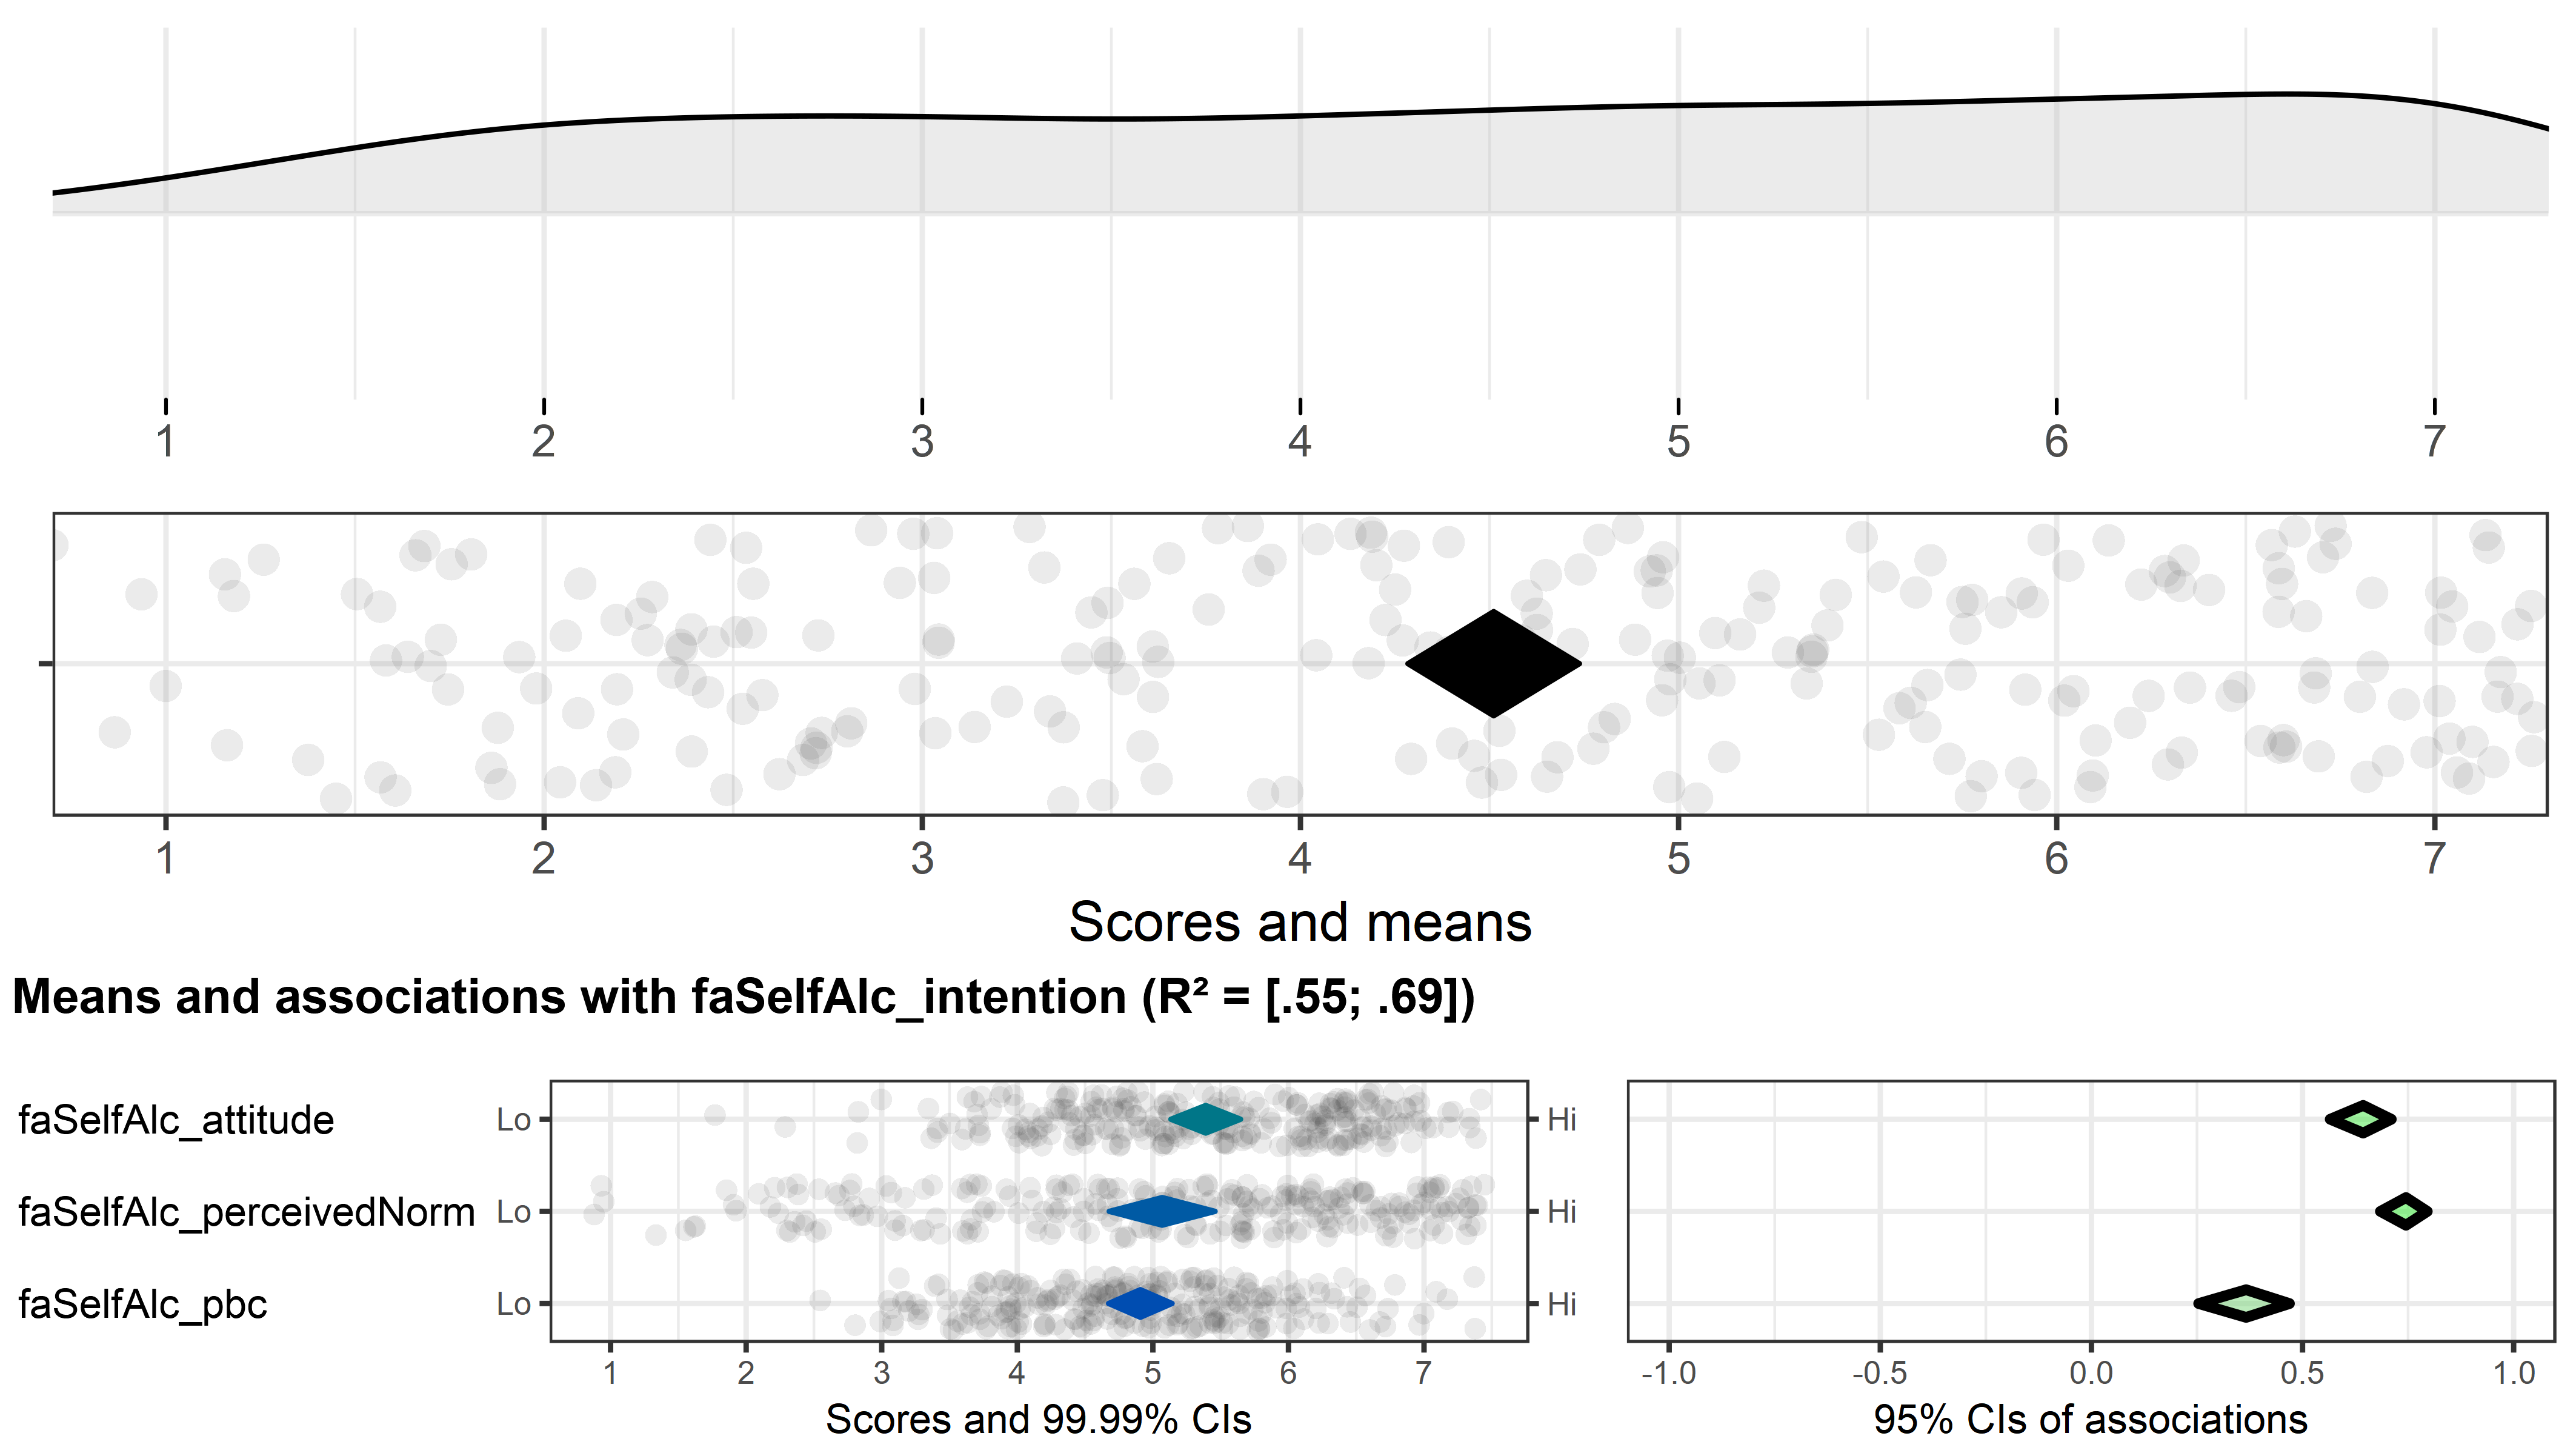 1 2 3 4 5 6 7
1 2 3 4 5 6 7
Scores and means
Means and associations with faSelfAlc_intention (R² = [.55; .69])
faSelfAlc_attitude Lo Hi
faSelfAlc_perceivedNorm Lo Hi
faSelfAlc_pbc Lo Hi
1 2 3 4 5 6 7 -1.0 -0.5 0.0 0.5 1.0
Scores and 99.99% CIs 95% CIs of associations